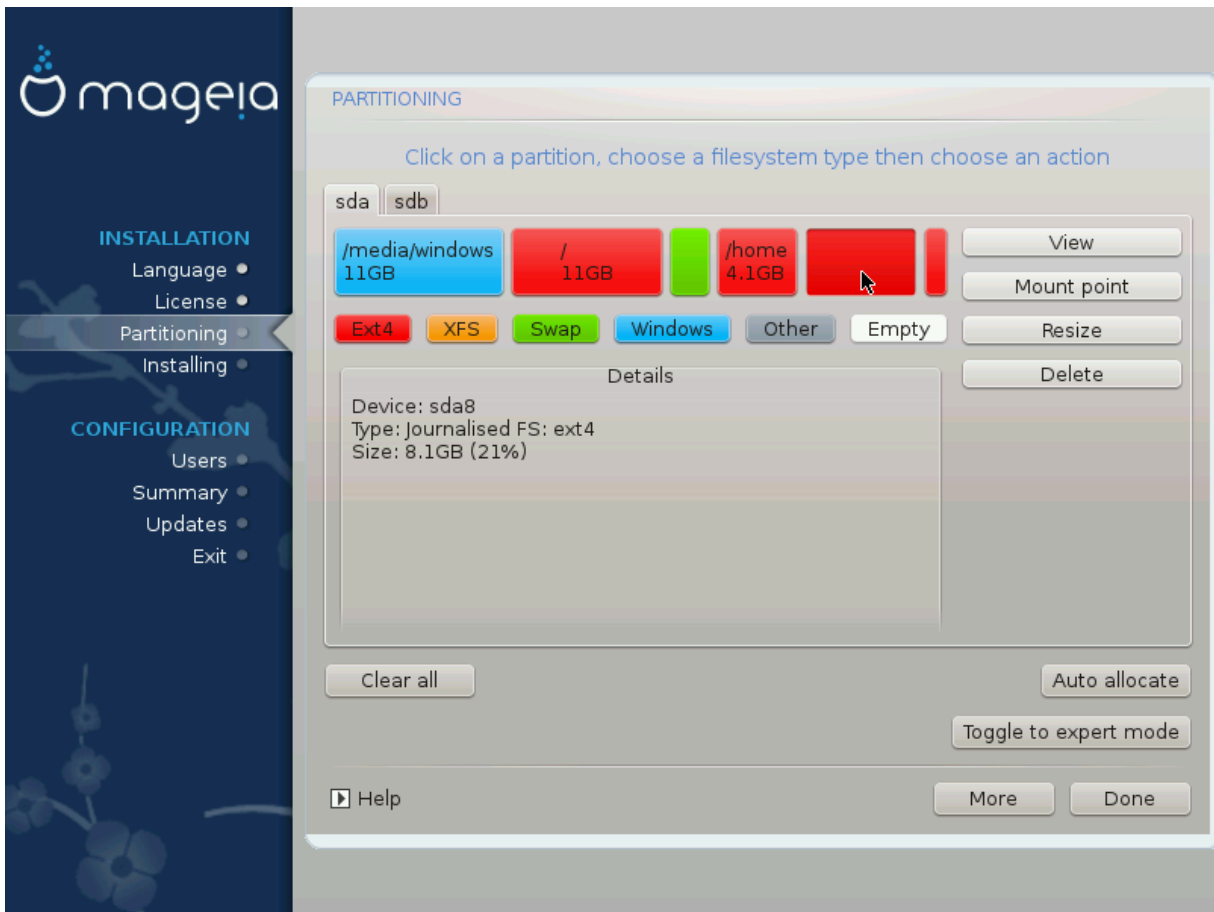 mageia
INSTALLATION
Language
License
Partitioning
Installing
CONFIGURATION
Users
Summary
Updates
Exit
PARTITIONING
Click on a partition, choose a filesystem type then choose an action
sda sdb
/media/windows
11GB
/
11GB
/home
4.1GB
Ext4 XFS Swap Windows Other Empty
View
Mount point
Resize
Delete
Details
Device: sda8
Type: Journalised FS: ext4
Size: 8.1GB (21%)
Clear all
Auto allocate
Toggle to expert mode
Help
More
Done